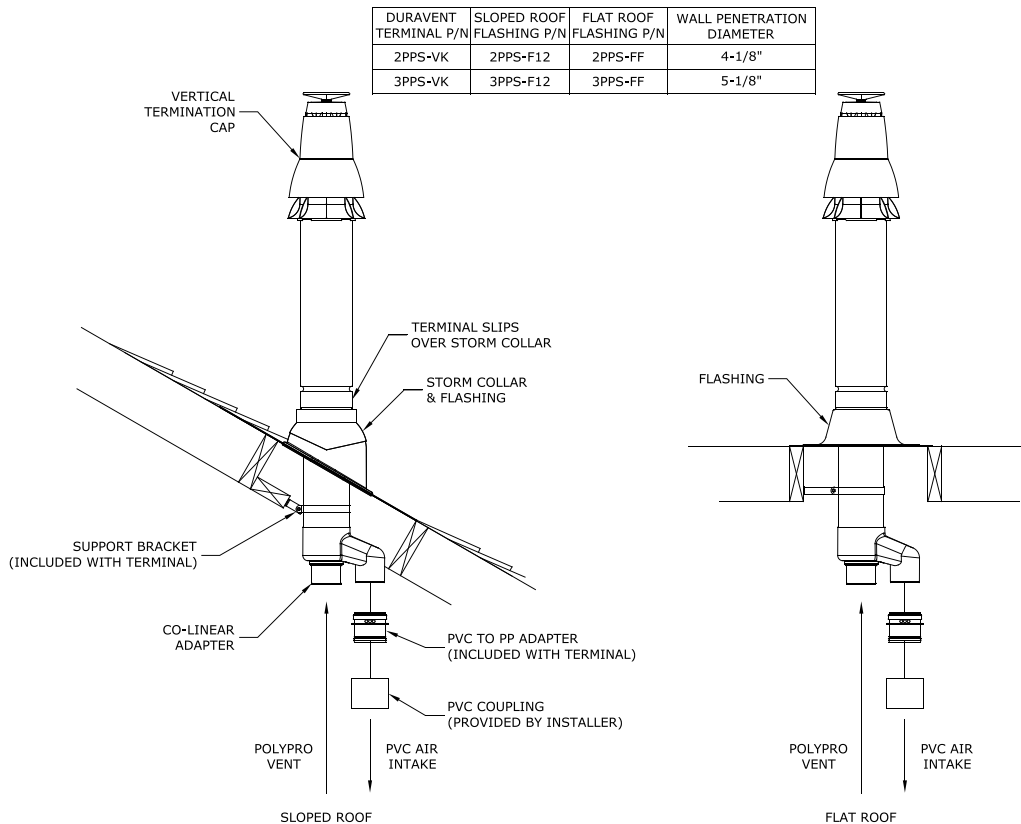 DURAVENT TERMINAL P/N
SLOPED ROOF FLASHING P/N
FLAT ROOF FLASHING P/N
WALL PENETRATION DIAMETER
2PPS-VK 2PPS-F12 2PPS-FF 4-1/8"
3PPS-VK 3PPS-F12 3PPS-FF 5-1/8"
VERTICAL
TERMINATION
CAP
TERMINAL SLIPS
OVER STORM COLLAR
STORM COLLAR
& FLASHING
SUPPORT BRACKET
(INCLUDED WITH TERMINAL)
CO-LINEAR
ADAPTER
PVC TO PP ADAPTER
(INCLUDED WITH TERMINAL)
PVC COUPLING
(PROVIDED BY INSTALLER)
POLYPRO
VENT
PVC AIR
INTAKE
SLOPED ROOF
FLASHING
POLYPRO
VENT
PVC AIR
INTAKE
FLAT ROOF